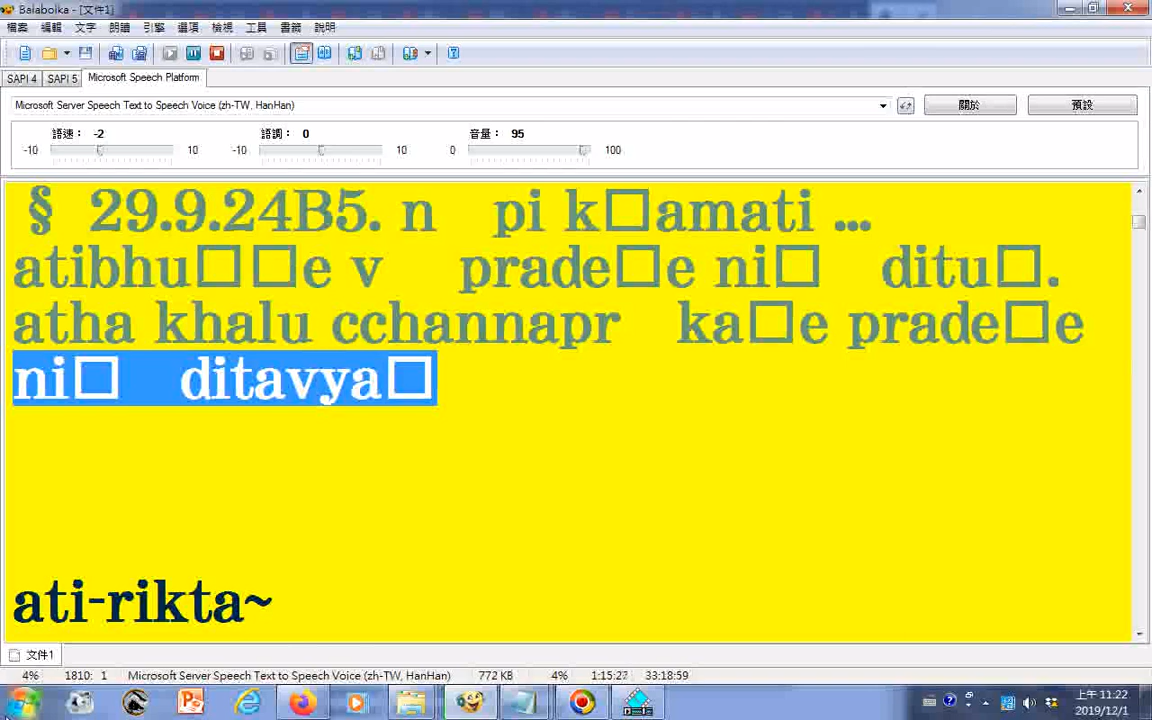 Balabolka - [文件1]
檔案 編輯 文字 朗讀 引擎 選項 檢視 工具 書籤 說明
SAPI 4 SAPI 5 Microsoft Speech Platform
Microsoft Server Speech Text to Speech Voice (zh-TW, HanHan) 關於 預設
語速： -2 語調： 0 音量： 95
-10 10 -10 10 0 100
§ 29.9.24B5. n pi k□amati ...
atibhu□□e v prade□e ni□ ditu□.
atha khalu cchannapr ka□e prade□e
ni□ ditavya□
ati-rikta~
文件1
4% 1810: 1 Microsoft Server Speech Text to Speech Voice (zh-TW, HanHan) 772 KB 4% 1:15:27 33:18:59
上午 11:22
2019/12/1